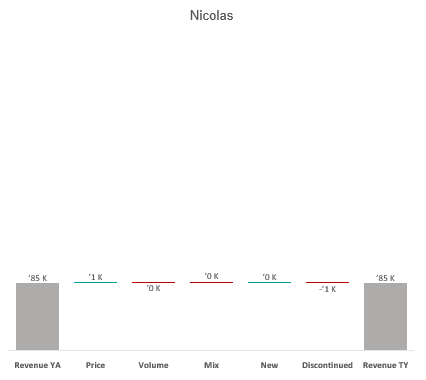 Nicolas
‘85 K
‘1 K
‘0 K
‘0 K
‘0 K
-‘1 K
‘85 K
Revenue YA Price Volume Mix New Discontinued Revenue TY